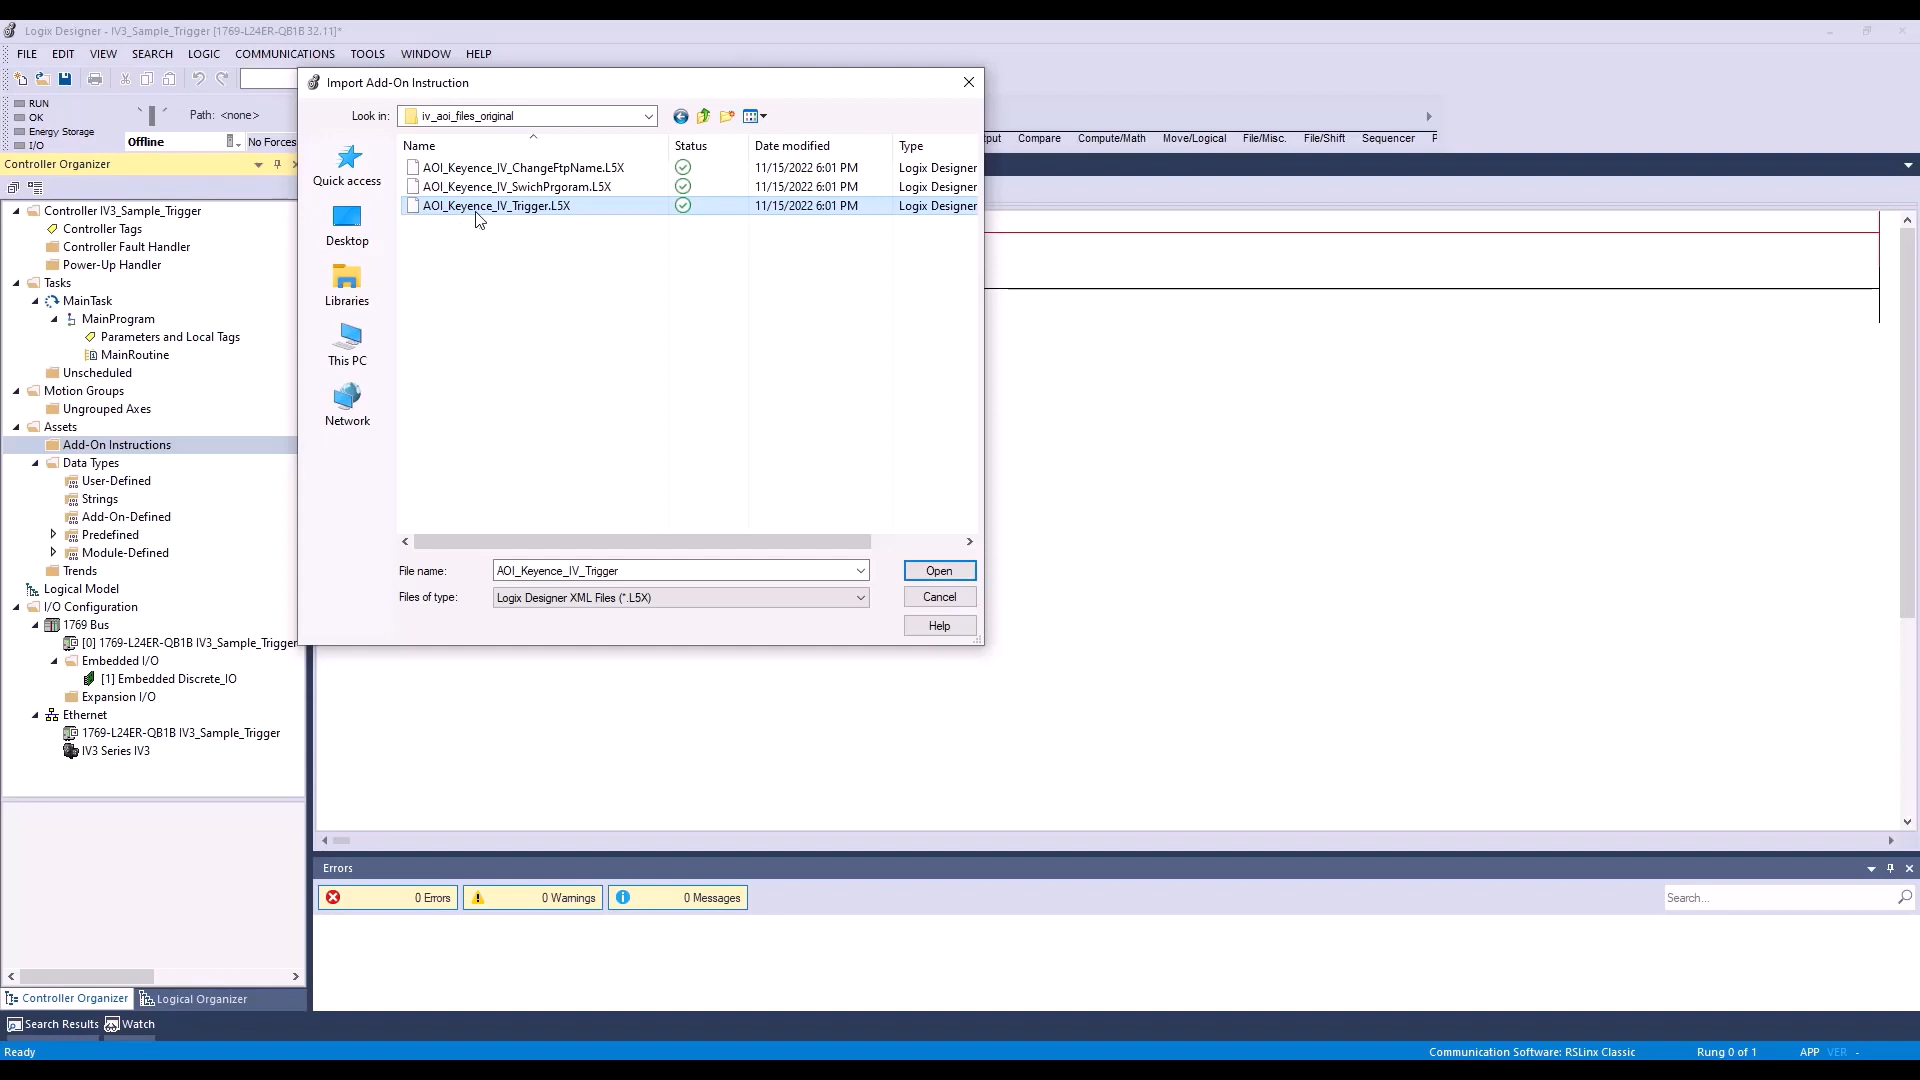 Logix Designer - IV3_Sample_Trigger [1769-L24ER-QB1B 32.11]*
FILE EDIT VIEW SEARCH LOGIC COMMUNICATIONS TOOLS WINDOW HELP
RUN
OK
Energy Storage
I/O
Path: <none>
Offline
No Forces
Compare Compute/Math Move/Logical File/Misc. File/Shift Sequencer
Controller Organizer
Controller IV3_Sample_Trigger
Controller Tags
Controller Fault Handler
Power-Up Handler
Tasks
MainTask
MainProgram
Parameters and Local Tags
MainRoutine
Unscheduled
Motion Groups
Ungrouped Axes
Assets
Add-On Instructions
Data Types
User-Defined
Strings
Add-On-Defined
Predefined
Module-Defined
Trends
Logical Model
I/O Configuration
1769 Bus
[0] 1769-L24ER-QB1B IV3_Sample_Trigger
Embedded I/O
[1] Embedded Discrete_IO
Expansion I/O
Ethernet
1769-L24ER-QB1B IV3_Sample_Trigger
IV3 Series IV3
Controller Organizer
Logical Organizer
Import Add-On Instruction
Look in: iv_aoi_files_original
Quick access
Desktop
Libraries
This PC
Network
Name Status Date modified Type
AOI_Keyence_IV_ChangeFtpName.L5X 11/15/2022 6:01 PM Logix Designer
AOI_Keyence_IV_SwichPrgoram.L5X 11/15/2022 6:01 PM Logix Designer
AOI_Keyence_IV_Trigger.L5X 11/15/2022 6:01 PM Logix Designer
File name: AOI_Keyence_IV_Trigger Open
Files of type: Logix Designer XML Files (*.L5X) Cancel
Help
Errors
0 Errors 0 Warnings 0 Messages
Search...
Search Results Watch
Ready
Communication Software: RSLinx Classic
Rung 0 of 1
APP VER -